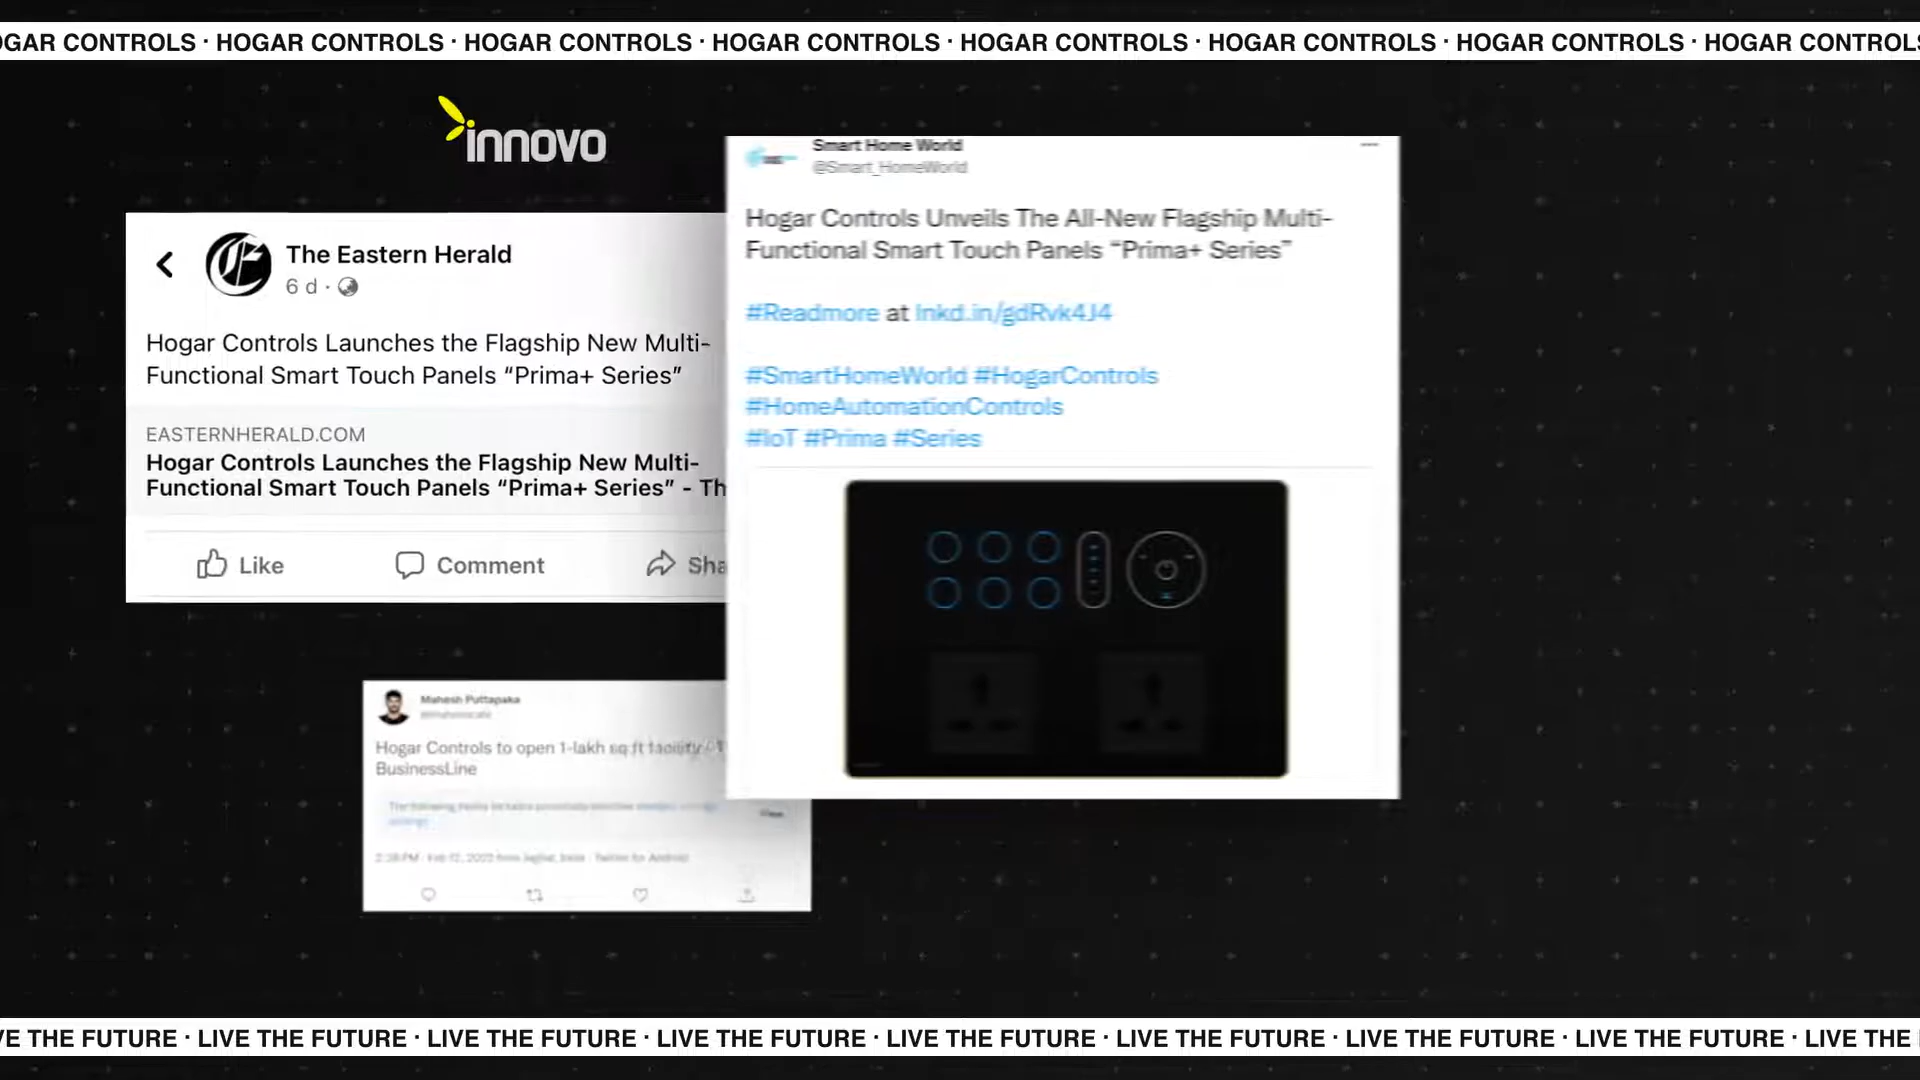 OGAR CONTROLS · HOGAR CONTROLS · HOGAR CONTROLS · HOGAR CONTROLS · HOGAR CONTROLS · HOGAR CONTROLS · HOGAR CONTROLS · HOGAR CONTROLS
innovo
The Eastern Herald
6 d ·
Hogar Controls Launches the Flagship New Multi-
Functional Smart Touch Panels “Prima+ Series”
EASTERNHERALD.COM
Hogar Controls Launches the Flagship New Multi-
Functional Smart Touch Panels “Prima+ Series” - Th
Like Comment Sha
Smart Home World
@Smart_HomeWorld
Hogar Controls Unveils The All-New Flagship Multi-
Functional Smart Touch Panels “Prima+ Series”
#Readmore at lnkd.in/gdRvk4J4
#SmartHomeWorld #HogarControls
#HomeAutomationControls
#IoT #Prima #Series
Mahesh Puttapaka
Hogar Controls to open 1-lakh sq ft facility
BusinessLine
VE THE FUTURE · LIVE THE FUTURE · LIVE THE FUTURE · LIVE THE FUTURE · LIVE THE FUTURE · LIVE THE FUTURE · LIVE THE FUTURE · LIVE THE FUTURE · LIVE THE